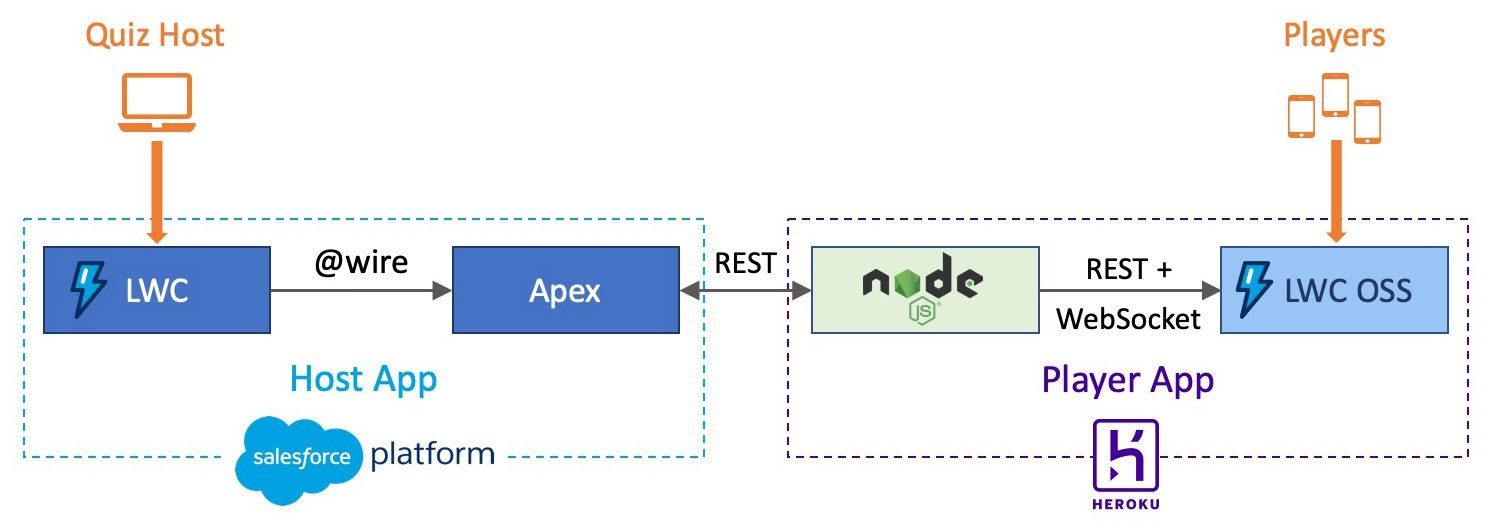 Quiz Host
Players
LWC
@wire
Apex
REST
node
JS
REST +
WebSocket
LWC OSS
Host App
Player App
salesforce platform
HEROKU